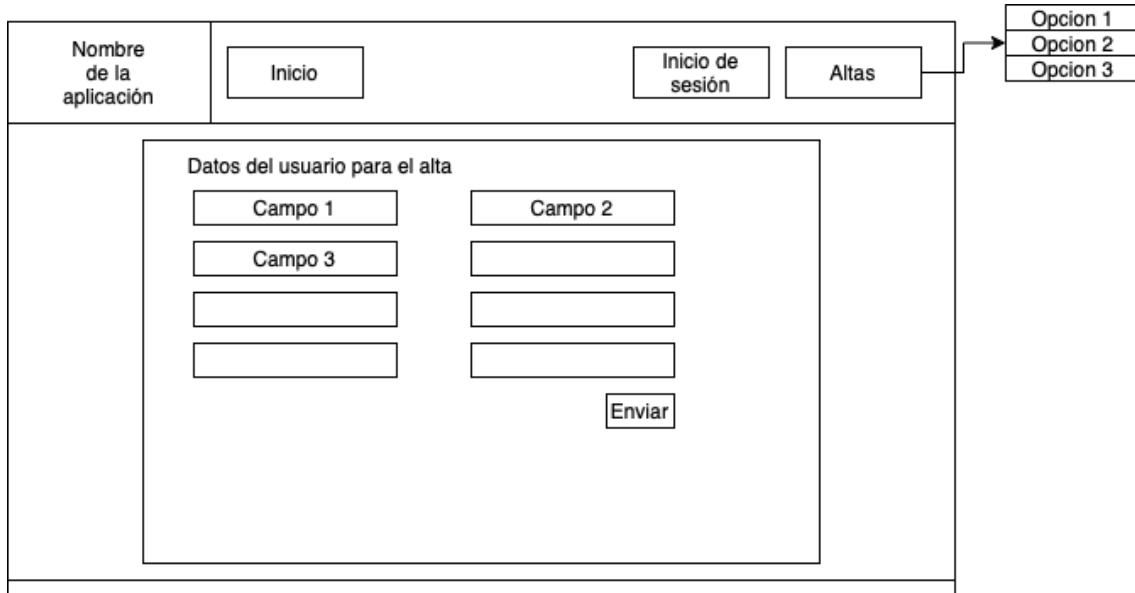 Nombre
de la
aplicación
Inicio
Inicio de
sesión
Altas
Opcion 1
Opcion 2
Opcion 3
Datos del usuario para el alta
Campo 1
Campo 2
Campo 3
Enviar